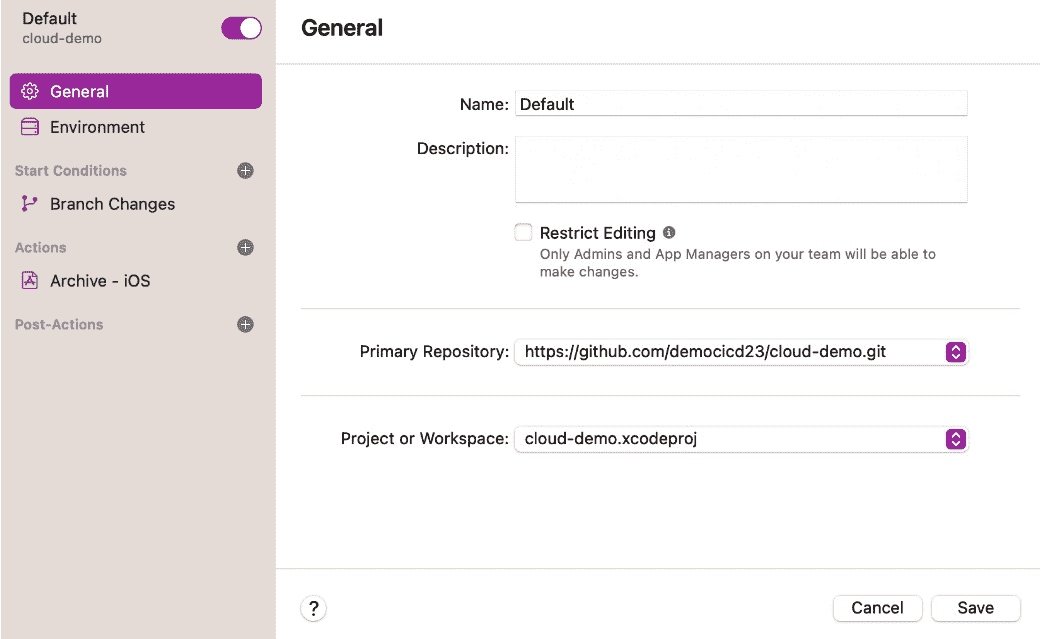 Default
cloud-demo
General
Environment
Start Conditions
Branch Changes
Actions
Archive - iOS
Post-Actions
General
Name: Default
Description:
Restrict Editing
Only Admins and App Managers on your team will be able to
make changes.
Primary Repository: https://github.com/democicd23/cloud-demo.git
Project or Workspace: cloud-demo.xcodeproj
?
Cancel
Save